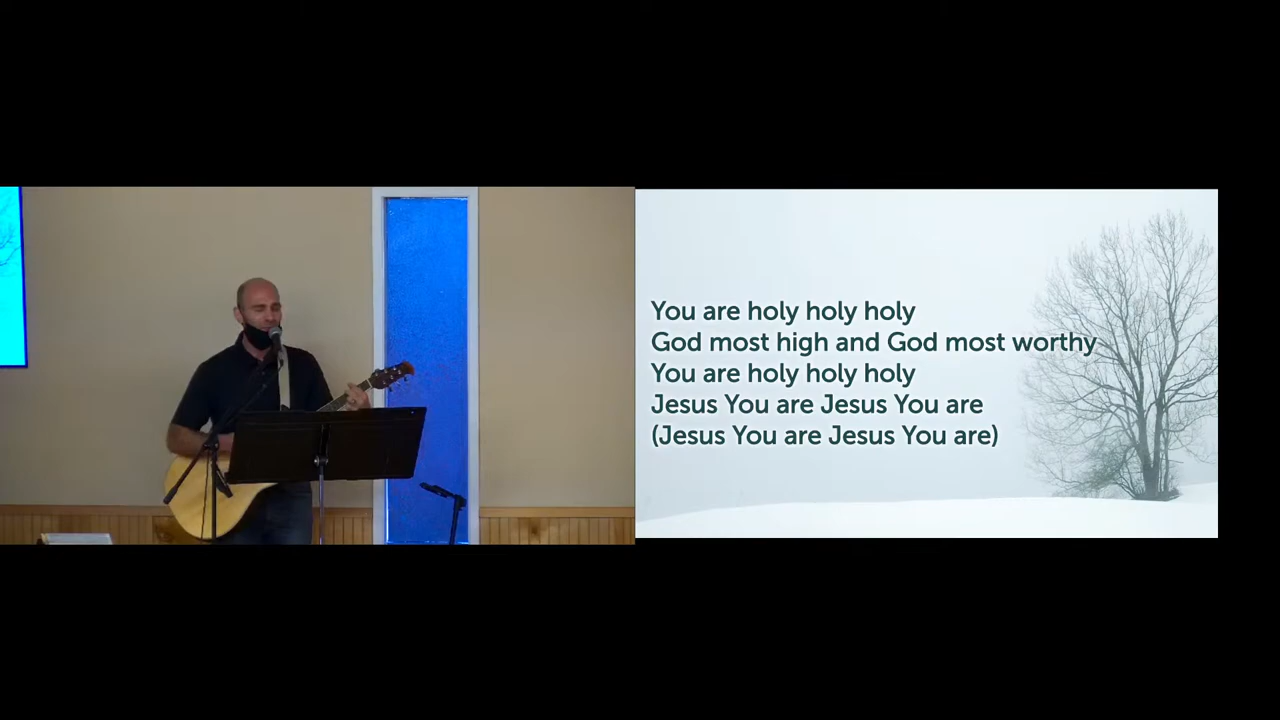 You are holy holy holy
God most high and God most worthy
You are holy holy holy
Jesus You are Jesus You are
(Jesus You are Jesus You are)